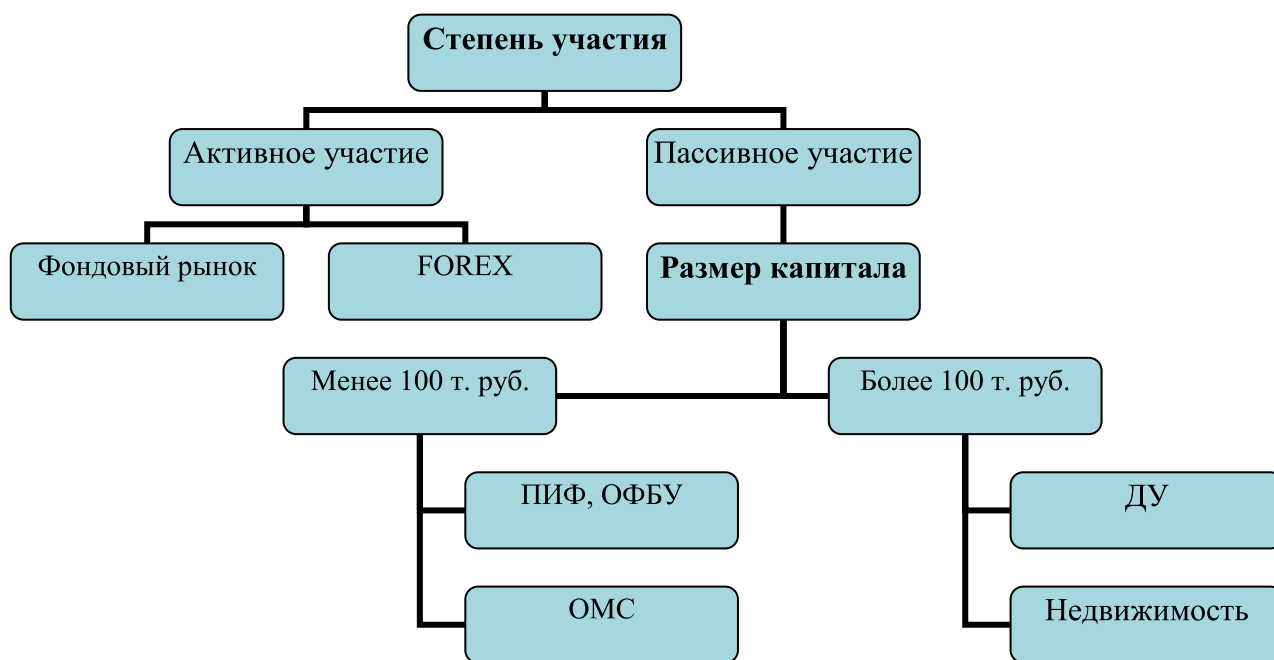 Степень участия
Активное участие
Пассивное участие
Фондовый рынок
FOREX
Размер капитала
Менее 100 т. руб.
Более 100 т. руб.
ПИФ, ОФБУ
ДУ
ОМС
Недвижимость